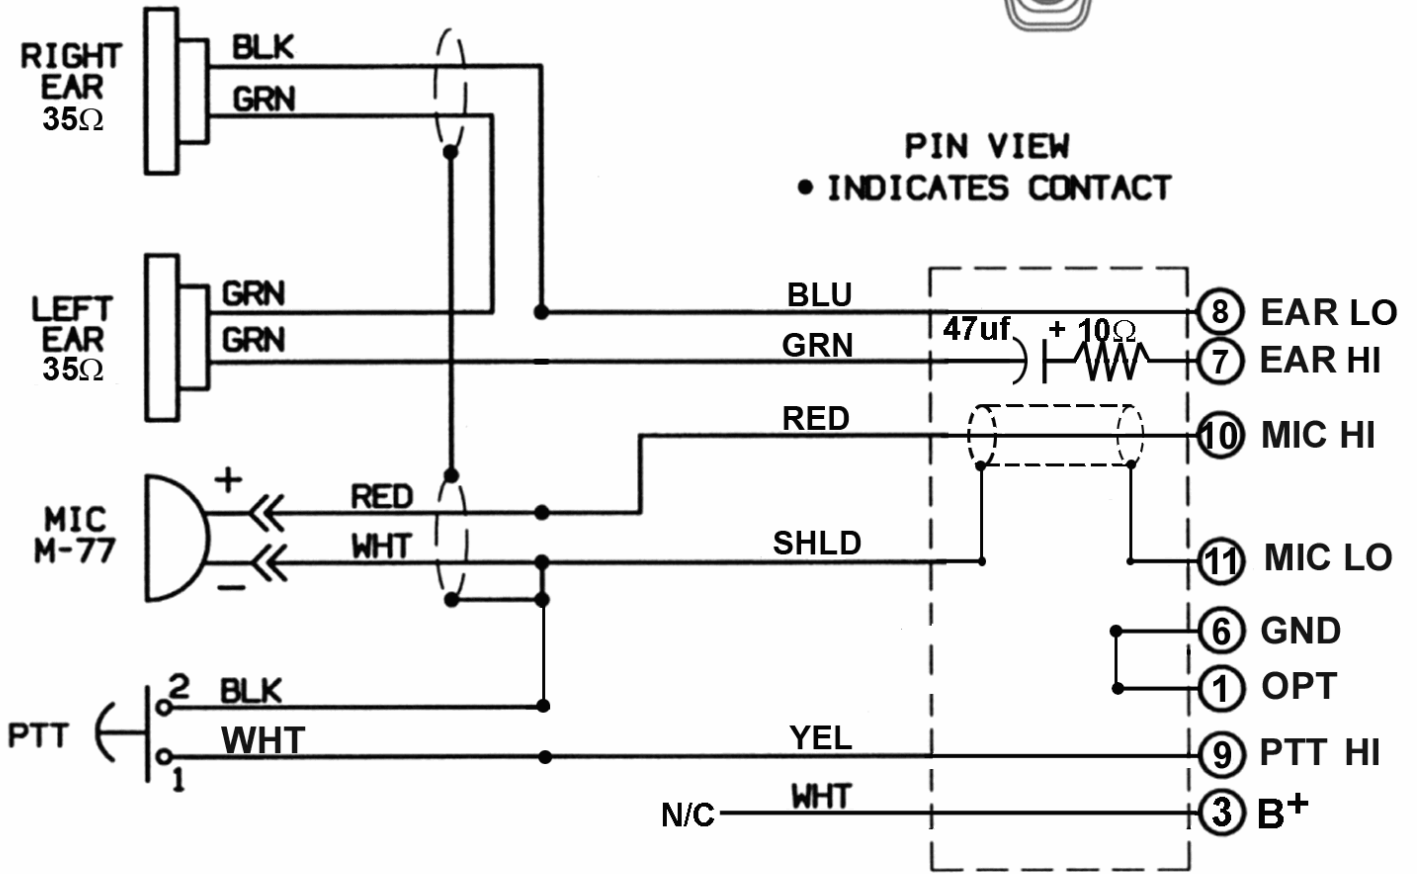 RIGHT
EAR
35Ω
BLK
GRN
PIN VIEW
• INDICATES CONTACT
LEFT
EAR
35Ω
GRN
GRN
BLU
GRN
47uf
+ 10Ω
8 EAR LO
7 EAR HI
RED
10 MIC HI
MIC
M-77
+
RED
WHT
−
SHLD
11 MIC LO
6 GND
1 OPT
PTT
2
BLK
WHT
1
YEL
9 PTT HI
N/C
WHT
3 B+